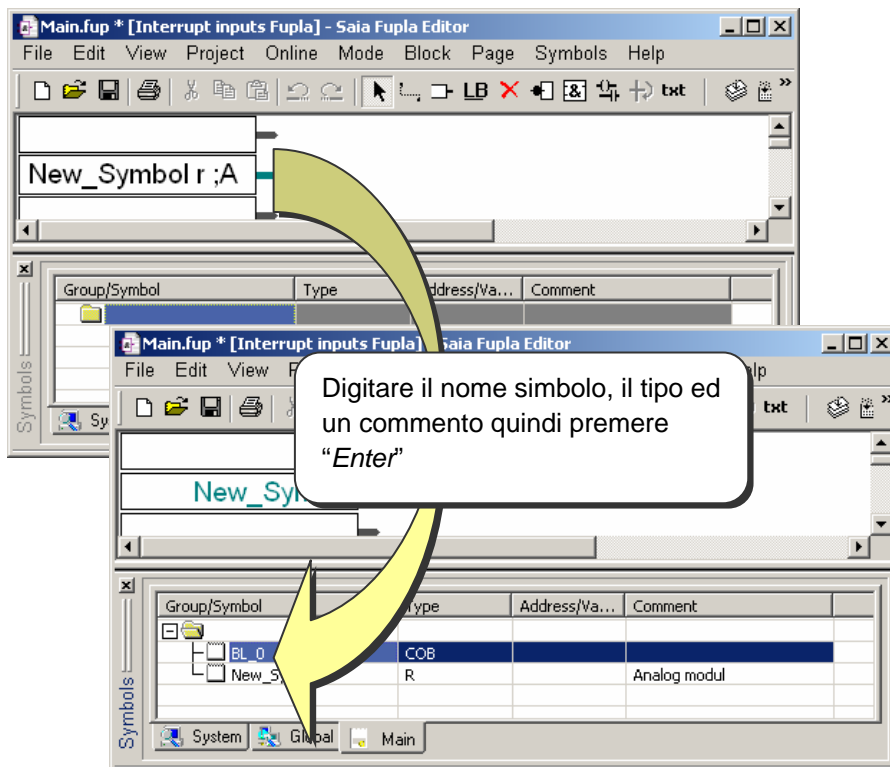 Main.fup * [Interrupt inputs Fupla] - Saia Fupla Editor
File Edit View Project Online Mode Block Page Symbols Help
LB & txt
New_Symbol r ;A
Group/Symbol Type Address/Va... Comment
Symbols
Sy
Main.fup * [Interrupt inputs Fupla] - Saia Fupla Editor
File Edit View
txt
Digitare il nome simbolo, il tipo ed
un commento quindi premere
“Enter”
New_Sy
Group/Symbol Type Address/Va... Comment
BL_0 COB
New_S R Analog modul
Symbols
System Global Main